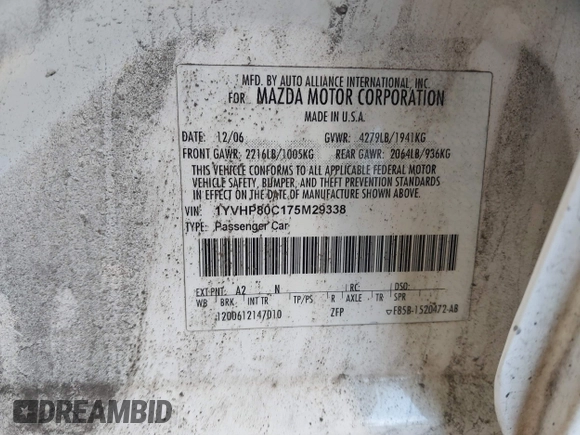 MFD. BY AUTO ALLIANCE INTERNATIONAL, INC.
FOR MAZDA MOTOR CORPORATION
MADE IN U.S.A.
DATE: 12/06 GVWR: 4279LB/1941KG
FRONT GAWR: 2216LB/1005KG REAR GAWR: 2064LB/936KG
THIS VEHICLE CONFORMS TO ALL APPLICABLE FEDERAL MOTOR
VEHICLE SAFETY, BUMPER, AND THEFT PREVENTION STANDARDS
IN EFFECT ON THE DATE OF MANUFACTURE SHOWN ABOVE.
VIN: 1YVHP80C175M29338
TYPE: Passenger Car
EXT PNT: A2 N RC: DSO:
WB BRK INT TR TP/PS R AXLE TR SPR
1200612147010 ZFP F85B-1520472-AB
DREAMBID